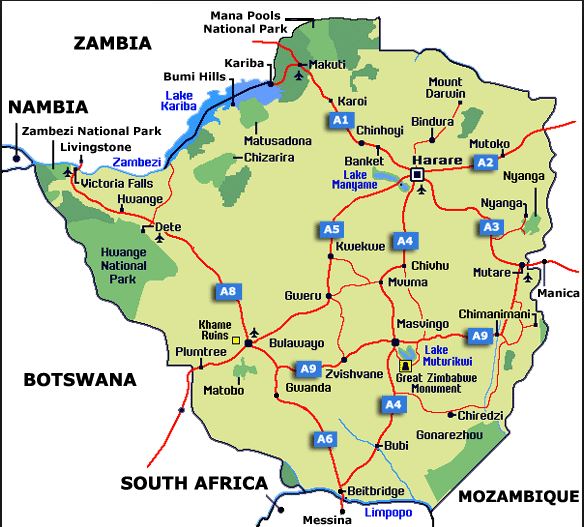 Mana Pools
National Park
ZAMBIA
Kariba
Makuti
Bumi Hills
Lake
Kariba
Karoi
Mount
Darwin
NAMBIA
A1
Bindura
Zambezi National Park
Matusadona
Chinhoyi
Livingstone
Mutoko
Zambezi
Chizarira
Banket
Harare
A2
Victoria Falls
Lake
Manyame
Nyanga
Hwange
Nyanga
Dete
A5
A4
A3
Hwange
National
Park
Kwekwe
Chivhu
Mutare
Mvuma
Manica
A8
Gweru
Khame
Ruins
Masvingo
Chimanimani
Bulawayo
A9
Plumtree
Lake
Muturikwi
A9
Zvishvane
Great Zimbabwe
Monument
BOTSWANA
Matobo
Gwanda
A4
Chiredzi
A6
Gonarezhou
Bubi
SOUTH AFRICA
Beitbridge
MOZAMBIQUE
Limpopo
Messina